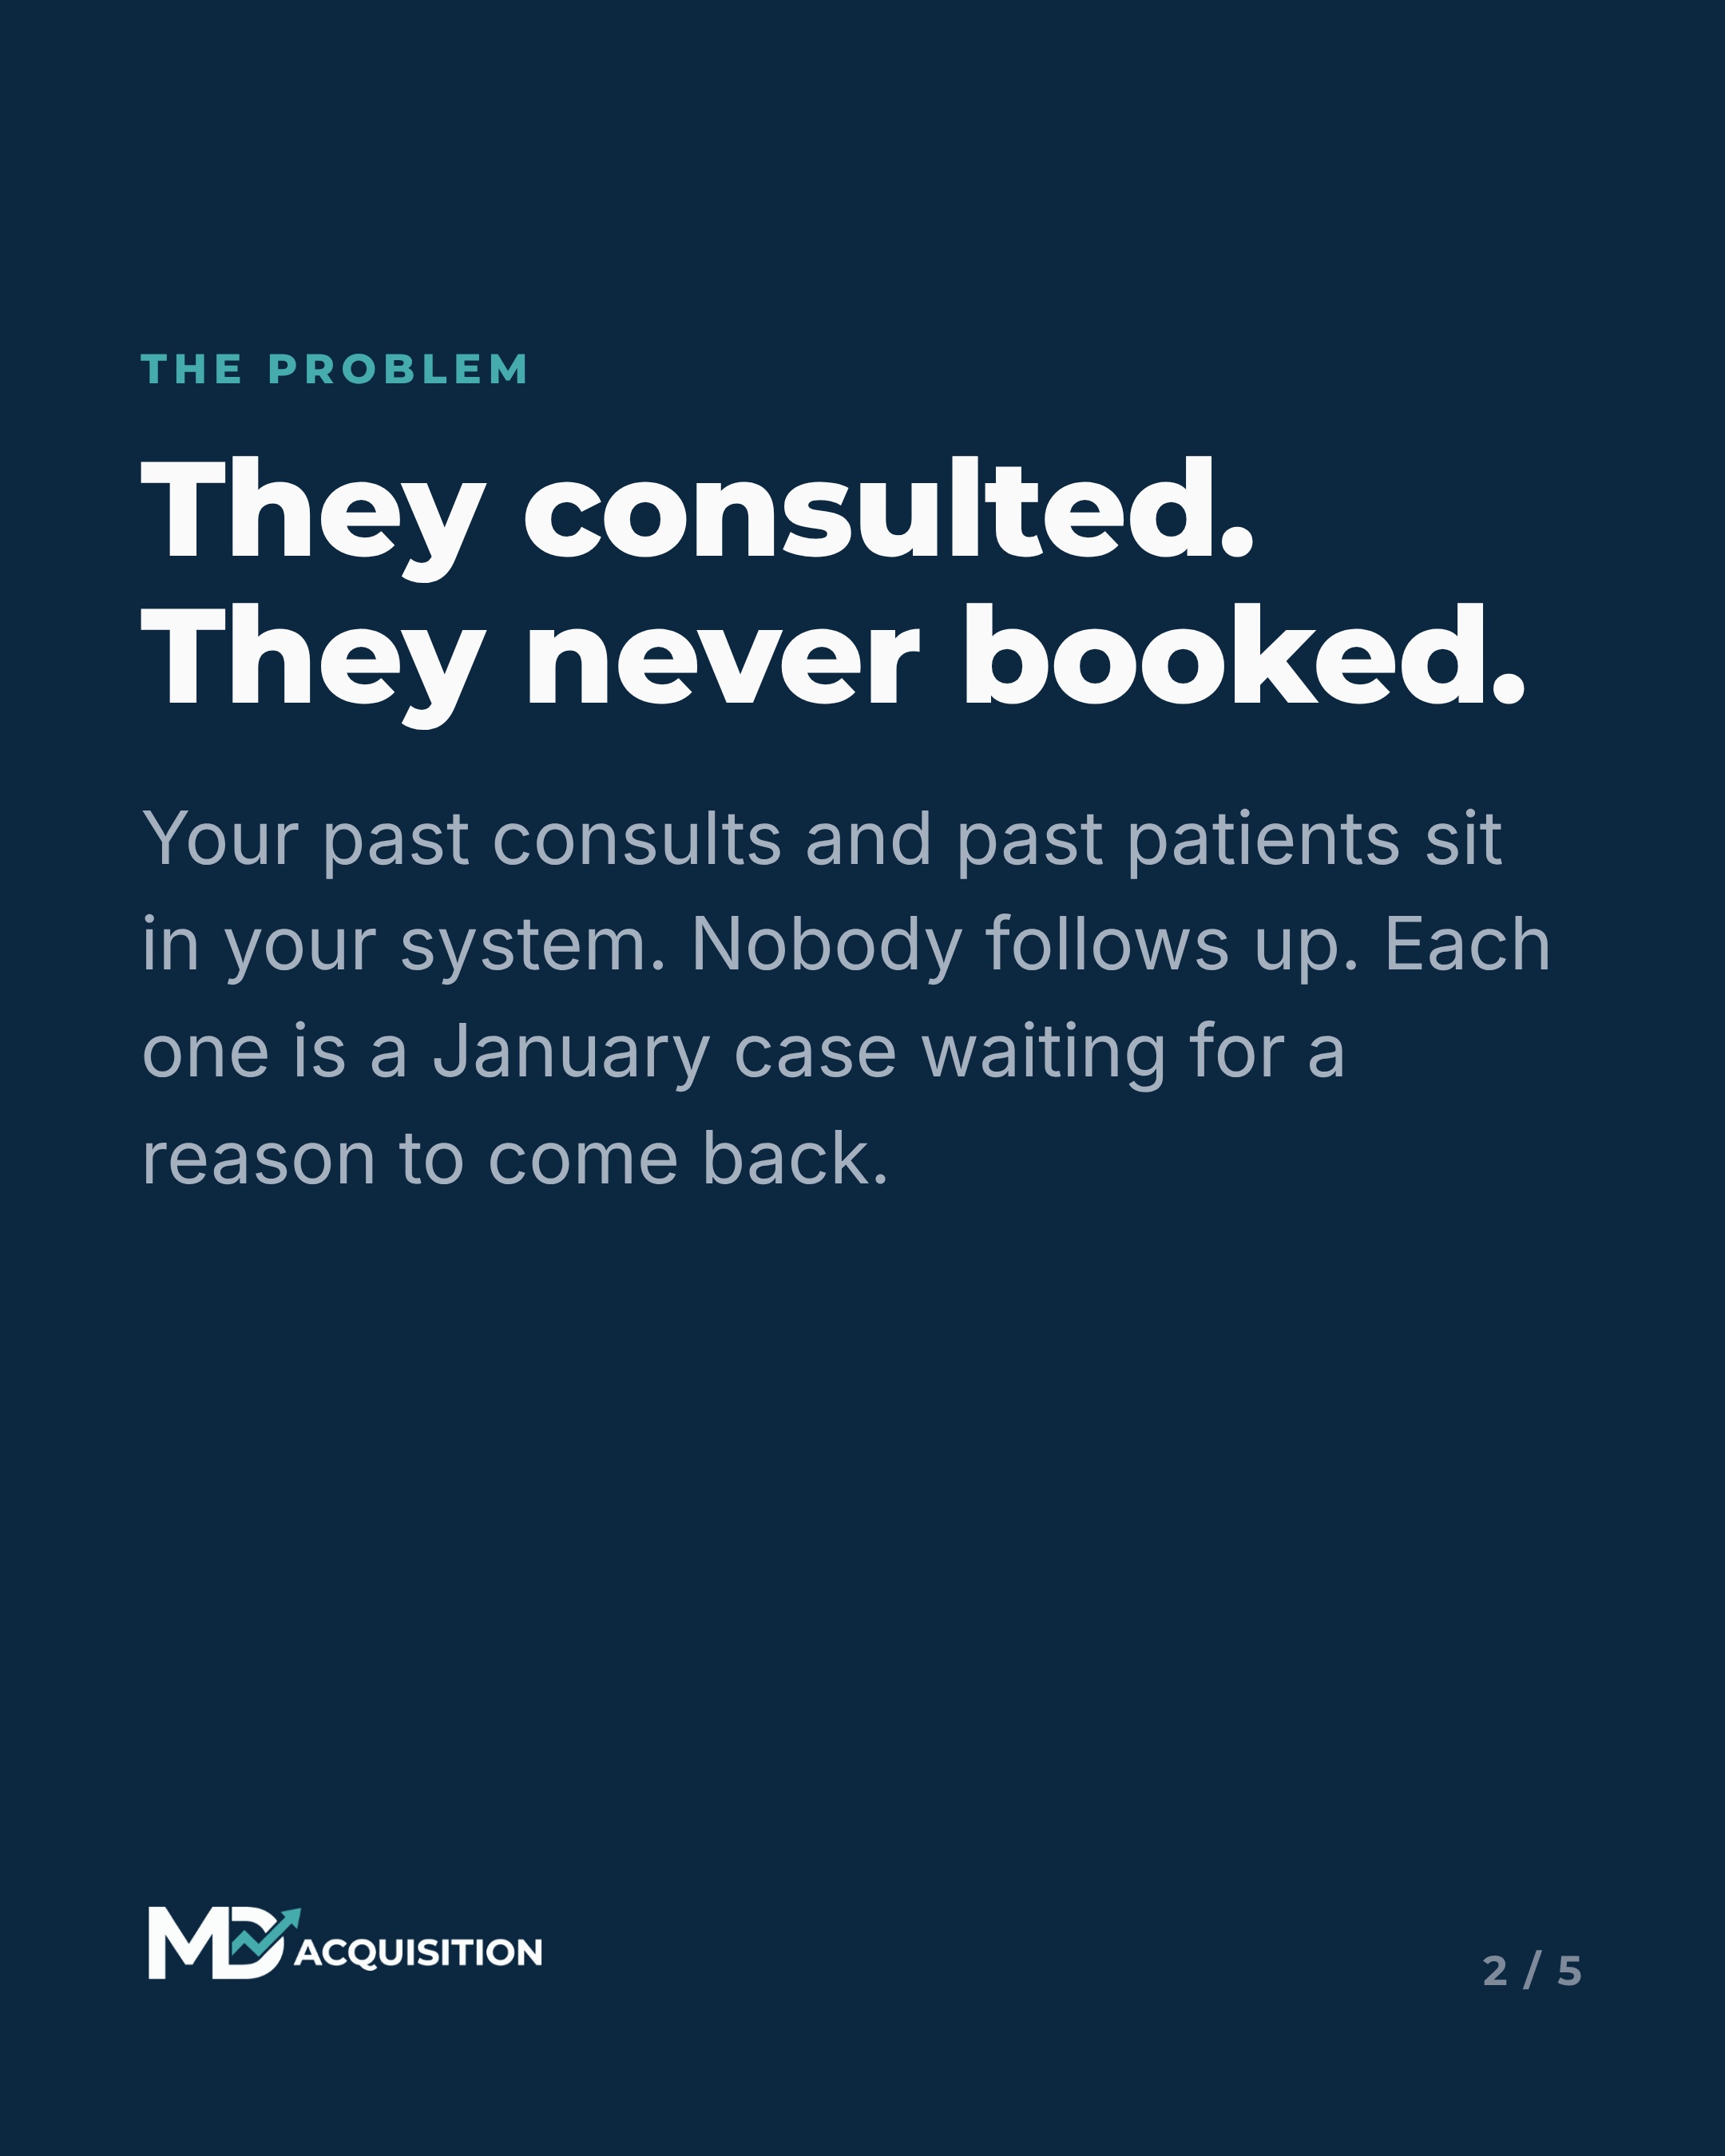 THE PROBLEM
They consulted.
They never booked.
Your past consults and past patients sit
in your system. Nobody follows up. Each
one is a January case waiting for a
reason to come back.
MD ACQUISITION
2 / 5